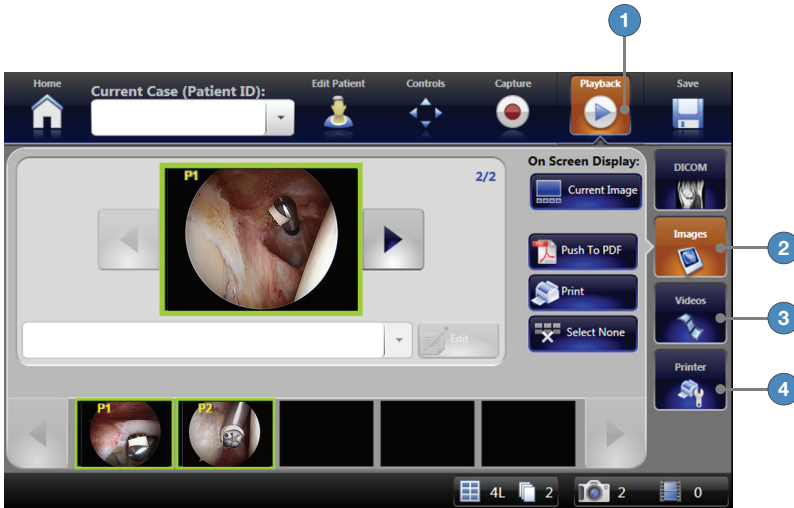 1
Home
Current Case (Patient ID):
Edit Patient
Controls
Capture
Playback
Save
P1
2/2
On Screen Display:
Current Image
Push To PDF
Print
Select None
Edit
DICOM
Images
2
Videos
3
Printer
4
P1
P2
4L
2
2
0